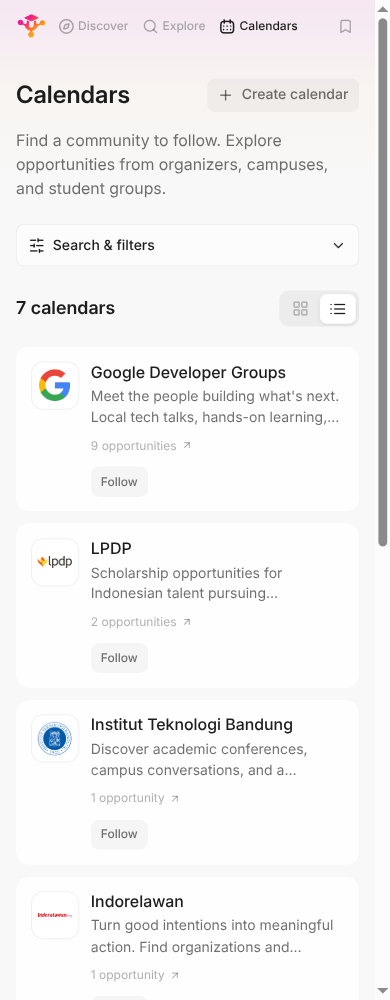 Discover
Explore
Calendars
Calendars
Create calendar
Find a community to follow. Explore
opportunities from organizers, campuses,
and student groups.
Search & filters
7 calendars
Google Developer Groups
Meet the people building what's next.
Local tech talks, hands-on learning,...
9 opportunities
Follow
lpdp
LPDP
Scholarship opportunities for
Indonesian talent pursuing...
2 opportunities
Follow
Institut Teknologi Bandung
Discover academic conferences,
campus conversations, and a...
1 opportunity
Follow
Indorelawan
Turn good intentions into meaningful
action. Find organizations and...
1 opportunity